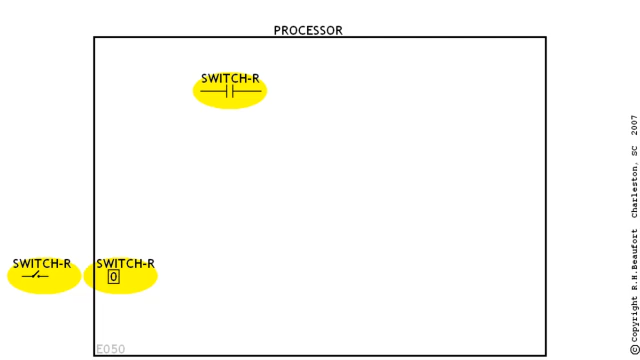 PROCESSOR
SWITCH-R
SWITCH-R
SWITCH-R
0
E050
© Copyright R.H.Beaufort Charleston, SC 2007